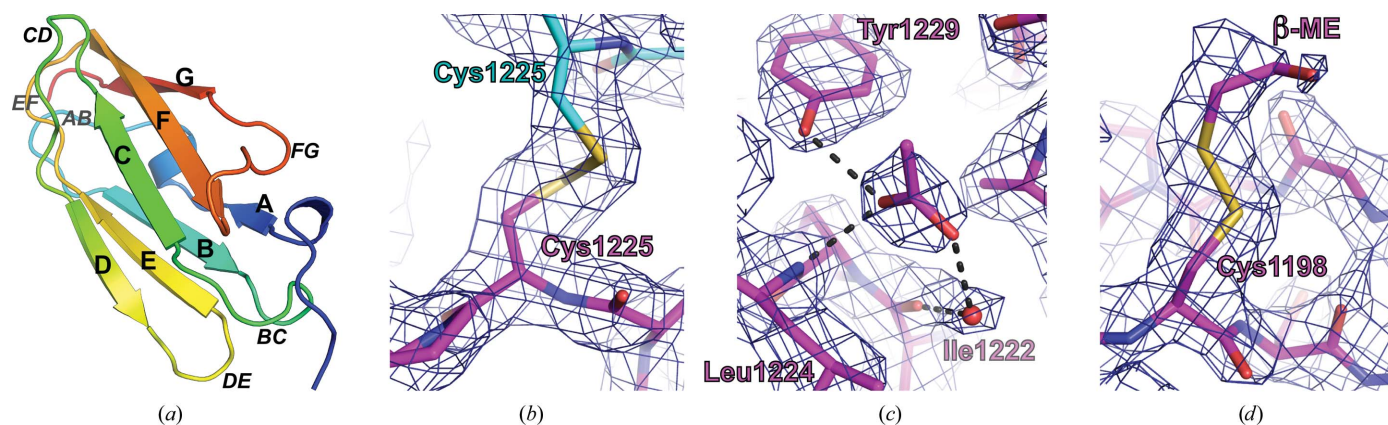 CD
G
EF
AB
F
C
FG
A
B
D
E
BC
DE
(a)
Cys1225
Cys1225
(b)
Tyr1229
Ile1222
Leu1224
(c)
β-ME
Cys1198
(d)